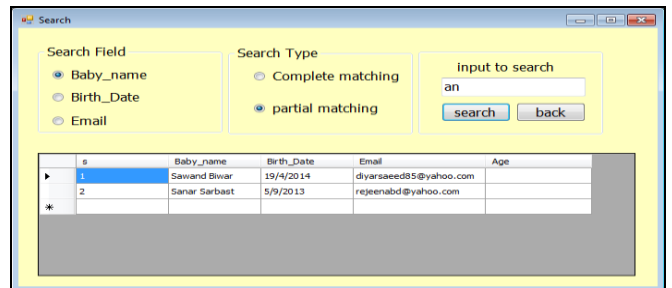 Search
Search Field
Baby_name
Birth_Date
Email
Search Type
Complete matching
partial matching
input to search
an
search back
s Baby_name Birth_Date Email Age
1 Sawand Biwar 19/4/2014 diyarsaeed85@yahoo.com
2 Sanar Sarbast 5/9/2013 rejeenabd@yahoo.com